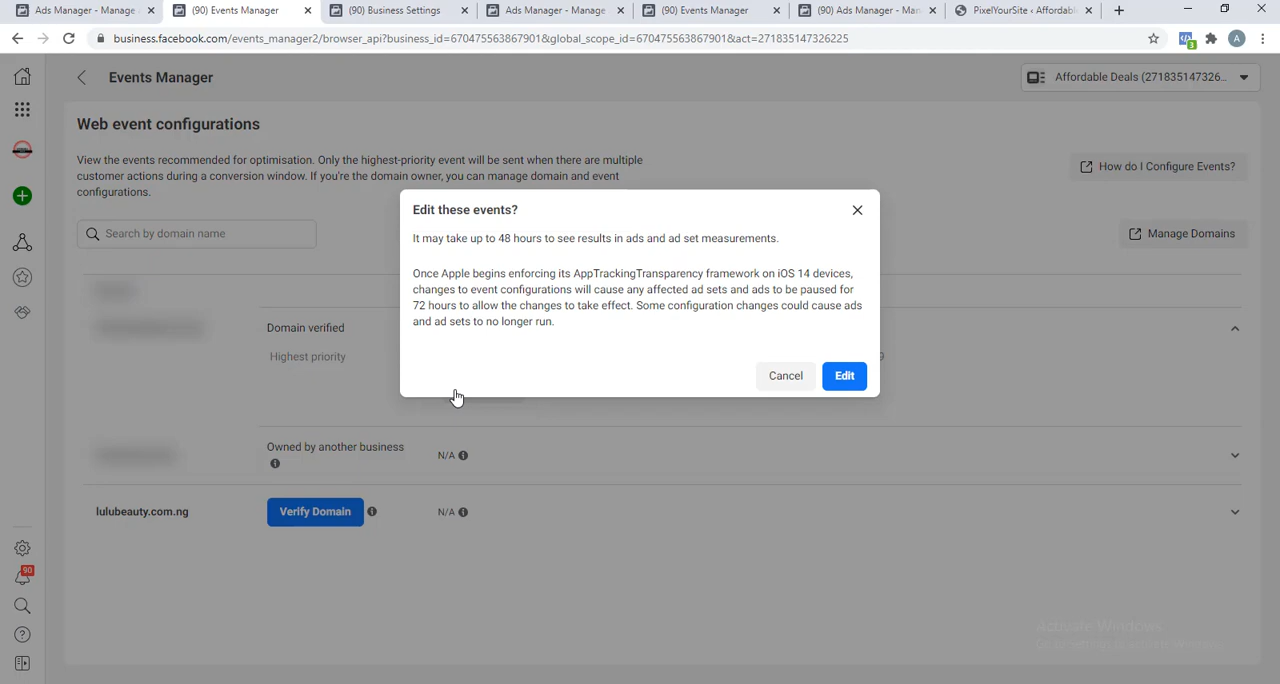 Ads Manager - Manage
(90) Events Manager
(90) Business Settings
Ads Manager - Manage
(90) Events Manager
(90) Ads Manager - Man
PixelYourSite ‹ Affordabl
business.facebook.com/events_manager2/browser_api?business_id=670475563867901&global_scope_id=670475563867901&act=271835147326225
3
A
Events Manager
Affordable Deals (271835147326...
Web event configurations
View the events recommended for optimisation. Only the highest-priority event will be sent when there are multiple
customer actions during a conversion window. If you're the domain owner, you can manage domain and event
configurations.
How do I Configure Events?
Search by domain name
Manage Domains
Edit these events?
It may take up to 48 hours to see results in ads and ad set measurements.
Once Apple begins enforcing its AppTrackingTransparency framework on iOS 14 devices,
changes to event configurations will cause any affected ad sets and ads to be paused for
72 hours to allow the changes to take effect. Some configuration changes could cause ads
and ad sets to no longer run.
Cancel
Edit
Domain verified
Highest priority
Owned by another business
N/A
lulubeauty.com.ng
Verify Domain
N/A
90
Activate Windows